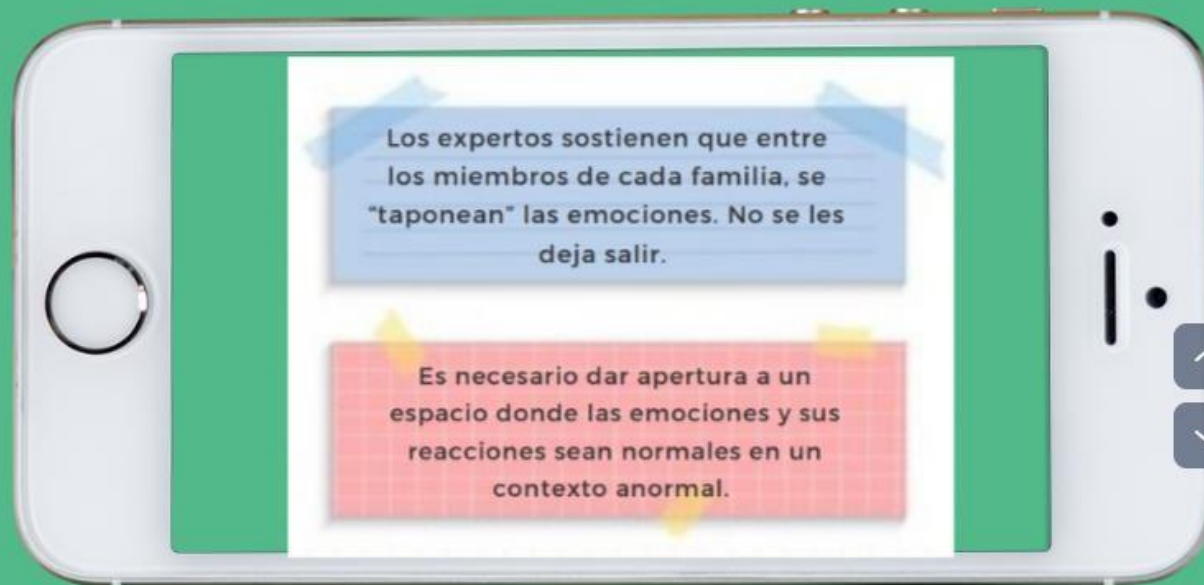 Los expertos sostienen que entre
los miembros de cada familia, se
"taponean" las emociones. No se les
deja salir.
Es necesario dar apertura a un
espacio donde las emociones y sus
reacciones sean normales en un
contexto anormal.